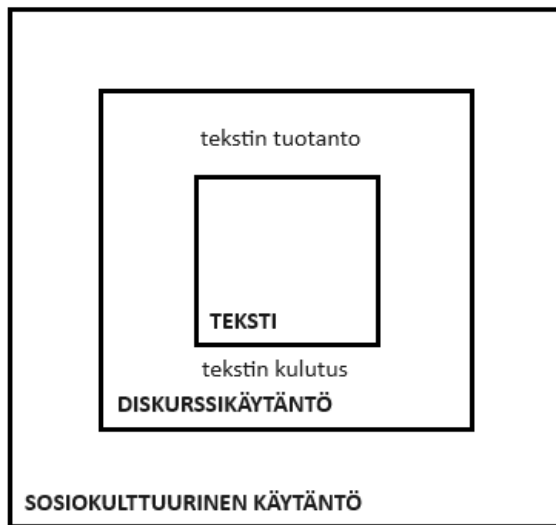 tekstin tuotanto
TEKSTI
tekstin kulutus
DISKURSSIKÄYTÄNTÖ
SOSIOKULTTUURINEN KÄYTÄNTÖ